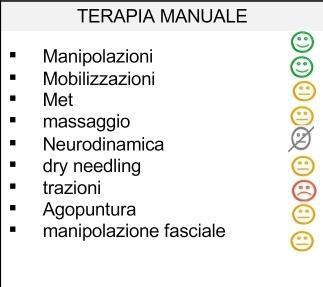 TERAPIA MANUALE
▪ Manipolazioni
▪ Mobilizzazioni
▪ Met
▪ massaggio
▪ Neurodinamica
▪ dry needling
▪ trazioni
▪ Agopuntura
▪ manipolazione fasciale